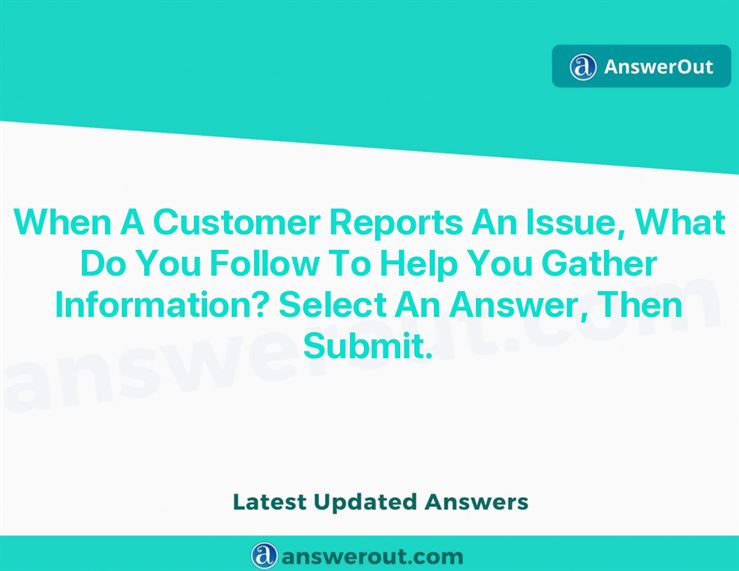 AnswerOut
When A Customer Reports An Issue, What
Do You Follow To Help You Gather
Information? Select An Answer, Then
Submit.
answerout.com
Latest Updated Answers
answerout.com